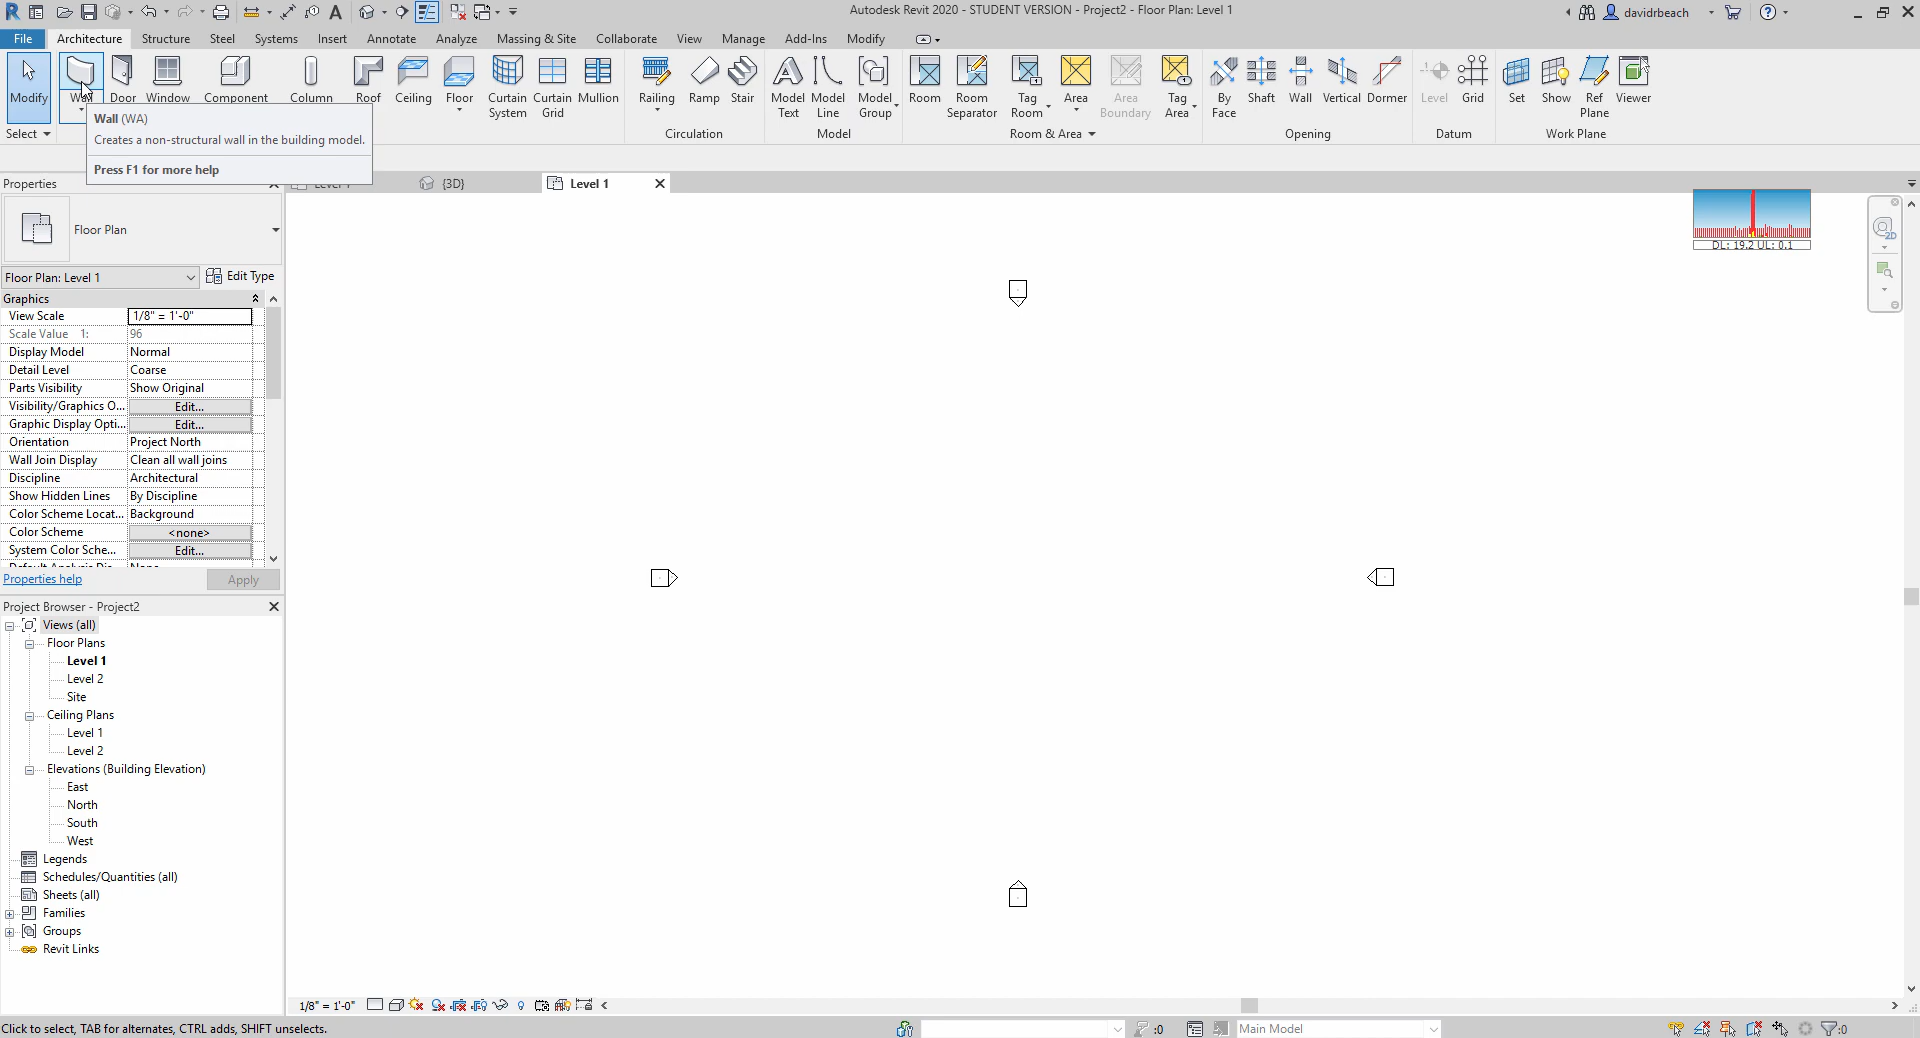 Autodesk Revit 2020 - STUDENT VERSION - Project2 - Floor Plan: Level 1
davidrbeach
File Architecture Structure Steel Systems Insert Annotate Analyze Massing & Site Collaborate View Manage Add-Ins Modify
Modify Wall Door Window Component Column Roof Ceiling Floor Curtain System Curtain Grid Mullion Railing Ramp Stair Model Text Model Line Model Group Room Room Separator Tag Room Area Area Boundary Tag Area By Face Shaft Wall Vertical Dormer Level Grid Set Show Ref Plane Viewer
Select Circulation Model Room & Area Opening Datum Work Plane
Wall (WA)
Creates a non-structural wall in the building model.
Press F1 for more help
Properties
{3D}
Level 1
Floor Plan
Floor Plan: Level 1
Edit Type
Graphics
View Scale 1/8" = 1'-0"
Scale Value 1: 96
Display Model Normal
Detail Level Coarse
Parts Visibility Show Original
Visibility/Graphics O... Edit...
Graphic Display Opti... Edit...
Orientation Project North
Wall Join Display Clean all wall joins
Discipline Architectural
Show Hidden Lines By Discipline
Color Scheme Locat... Background
Color Scheme <none>
System Color Sche... Edit...
Properties help Apply
DL: 19.2 UL: 0.1
2D
Project Browser - Project2
Views (all)
Floor Plans
Level 1
Level 2
Site
Ceiling Plans
Level 1
Level 2
Elevations (Building Elevation)
East
North
South
West
Legends
Schedules/Quantities (all)
Sheets (all)
Families
Groups
Revit Links
1/8" = 1'-0"
Click to select, TAB for alternates, CTRL adds, SHIFT unselects.
:0
Main Model
:0